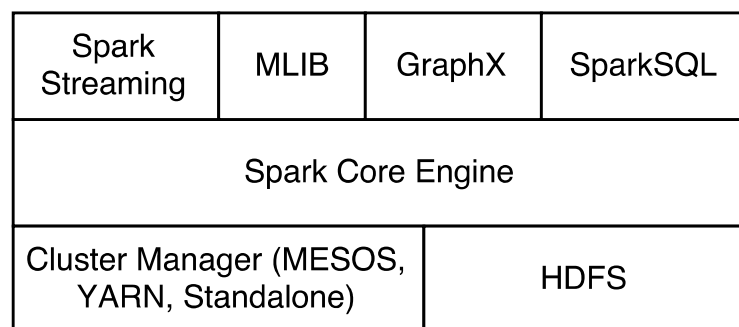 Spark
Streaming
MLIB
GraphX
SparkSQL
Spark Core Engine
Cluster Manager (MESOS,
YARN, Standalone)
HDFS